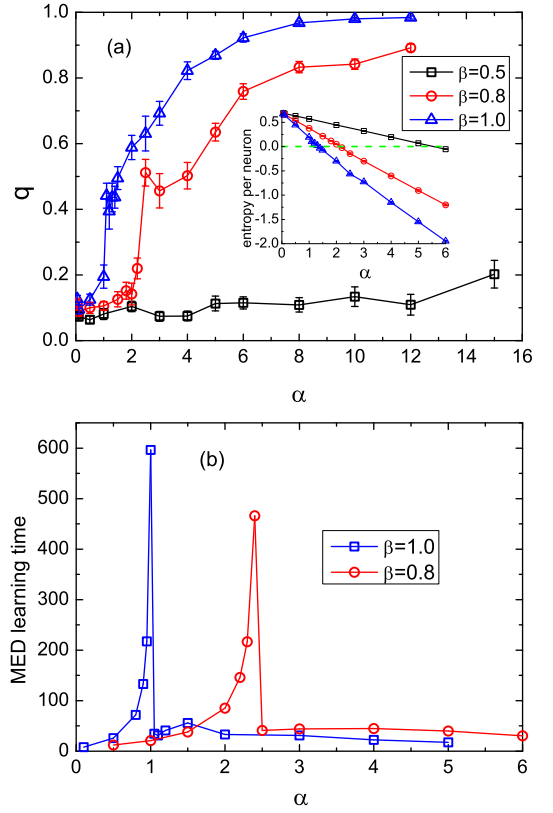 (a)
1.0
0.8
0.6
0.4
0.2
0.0
q
0 2 4 6 8 10 12 14 16
α
β=0.5
β=0.8
β=1.0
entropy per neuron
0.5
0.0
-0.5
-1.0
-1.5
-2.0
0 1 2 3 4 5 6
α
(b)
600
500
400
300
200
100
0
MED learning time
β=1.0
β=0.8
0 1 2 3 4 5 6
α